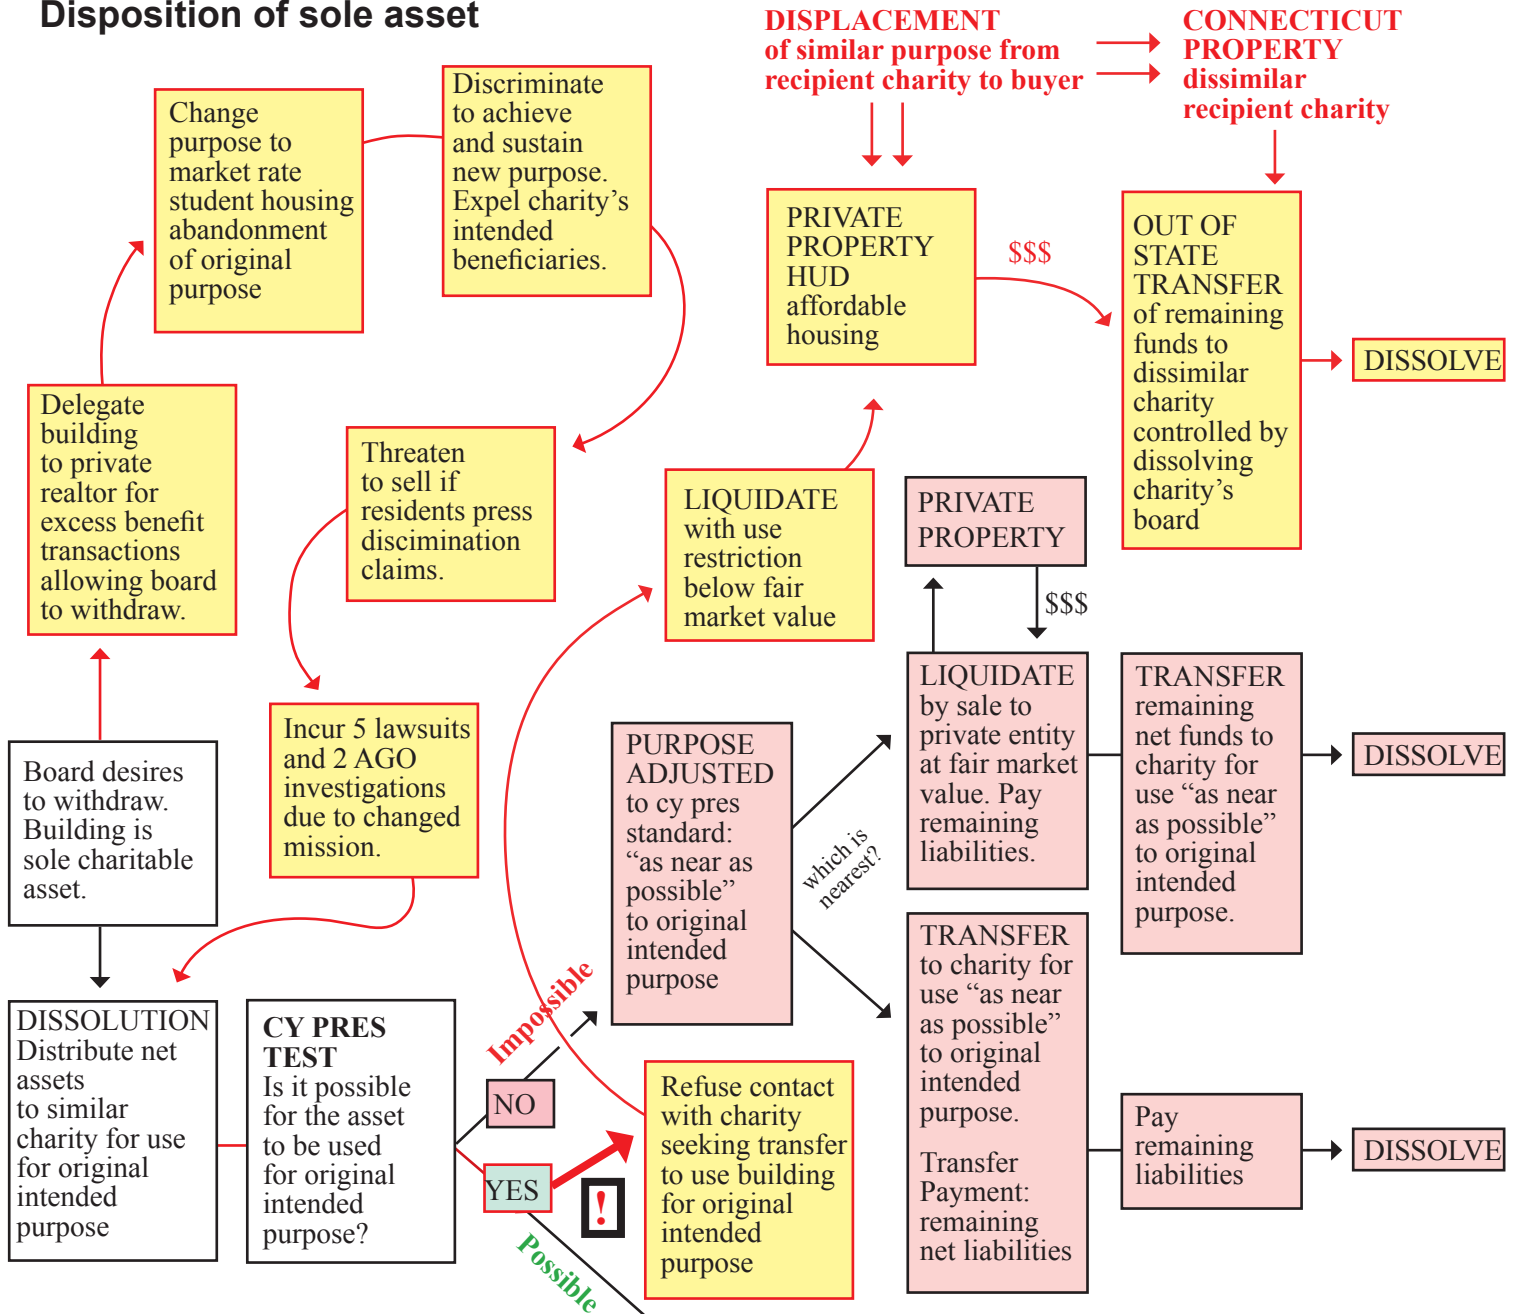 Disposition of sole asset
DISPLACEMENT
of similar purpose from
recipient charity to buyer
CONNECTICUT
PROPERTY
dissimilar
recipient charity
Change
purpose to
market rate
student housing
abandonment
of original
purpose
Discriminate
to achieve
and sustain
new purpose.
Expel charity’s
intended
beneficiaries.
PRIVATE
PROPERTY
HUD
affordable
housing
$$$
OUT OF
STATE
TRANSFER
of remaining
funds to
dissimilar
charity
controlled by
dissolving
charity’s
board
DISSOLVE
Delegate
building
to private
realtor for
excess benefit
transactions
allowing board
to withdraw.
Threaten
to sell if
residents press
discimination
claims.
LIQUIDATE
with use
restriction
below fair
market value
PRIVATE
PROPERTY
$$$
Board desires
to withdraw.
Building is
sole charitable
asset.
Incur 5 lawsuits
and 2 AGO
investigations
due to changed
mission.
PURPOSE
ADJUSTED
to cy pres
standard:
“as near as
possible”
to original
intended
purpose
which is
nearest?
LIQUIDATE
by sale to
private entity
at fair market
value. Pay
remaining
liabilities.
TRANSFER
remaining
net funds to
charity for
use “as near
as possible”
to original
intended
purpose.
DISSOLVE
DISSOLUTION
Distribute net
assets
to similar
charity for use
for original
intended
purpose
CY PRES
TEST
Is it possible
for the asset
to be used
for original
intended
purpose?
Impossible
NO
YES
!
Possible
Refuse contact
with charity
seeking transfer
to use building
for original
intended
purpose
TRANSFER
to charity for
use “as near
as possible”
to original
intended
purpose.
Transfer
Payment:
remaining
net liabilities
Pay
remaining
liabilities
DISSOLVE